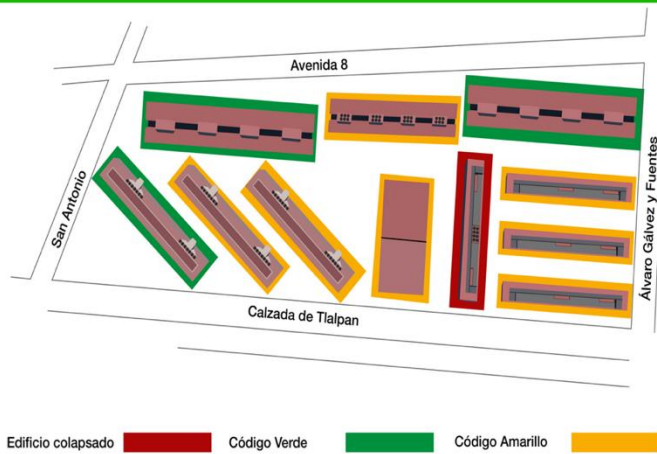 Avenida 8
San Antonio
Álvaro Gálvez y Fuentes
Calzada de Tlalpan
Edificio colapsado
Código Verde
Código Amarillo